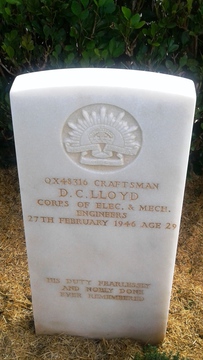 QX48316 CRAFTSMAN
D.C. LLOYD
CORPS OF ELEC. & MECH.
ENGINEERS
27TH FEBRUARY 1946 AGE 29
HIS DUTY FEARLESSLY
AND NOBLY DONE
EVER REMEMBERED